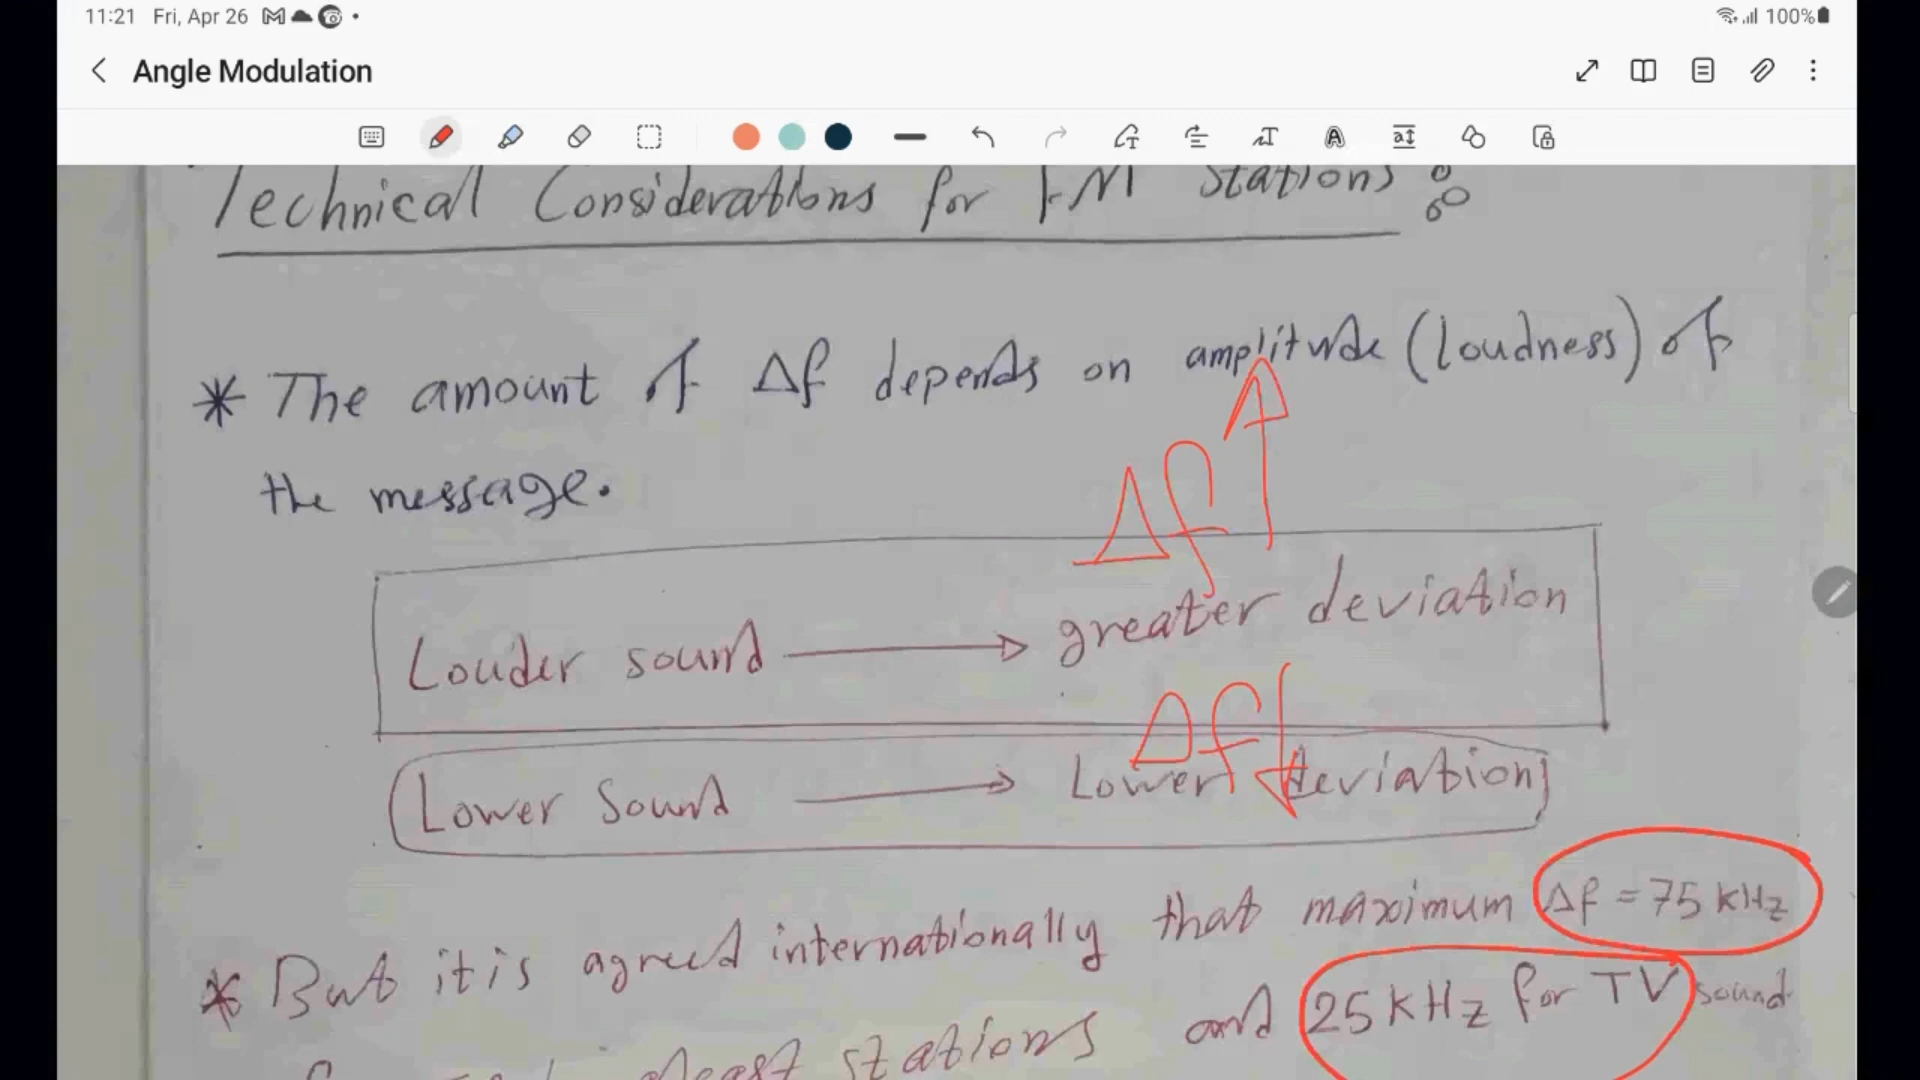 11:21 Fri, Apr 26 100%
Angle Modulation
Technical Considerations for FM Stations :
* The amount of Δf depends on amplitude (loudness) of
the message.
Δf ↑
Louder sound → greater deviation
Δf ↓
Lower Sound → Lower deviation
* But it is agreed internationally that maximum Δf = 75 kHz
stations and 25 kHz for TV sound